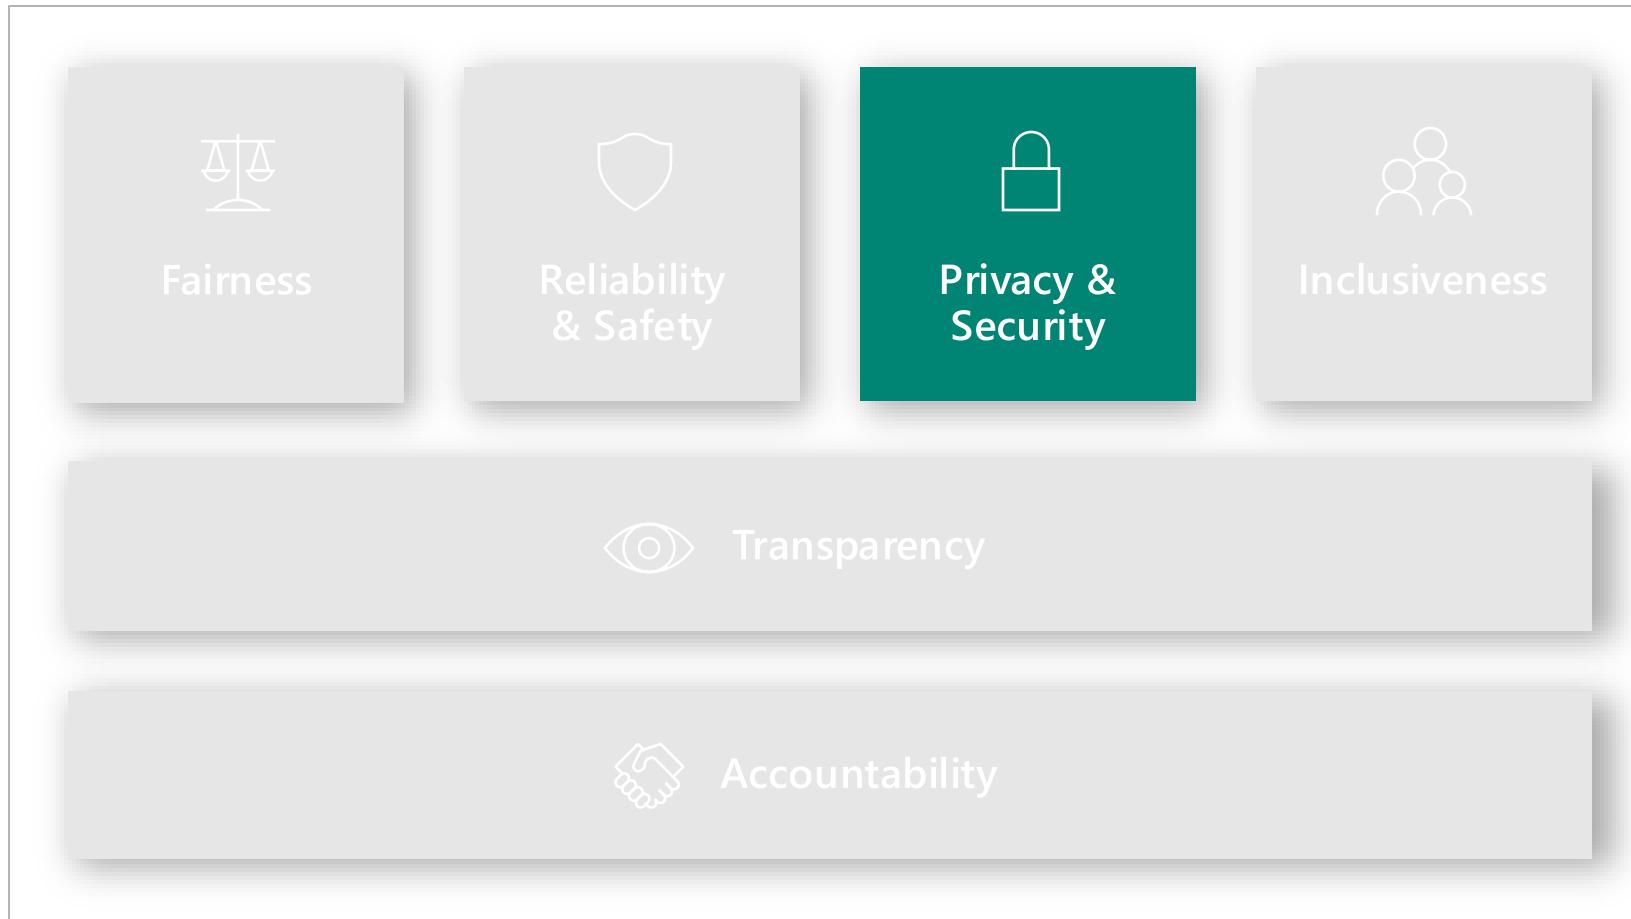 Fairness
Reliability
& Safety
Privacy &
Security
Inclusiveness
Transparency
Accountability